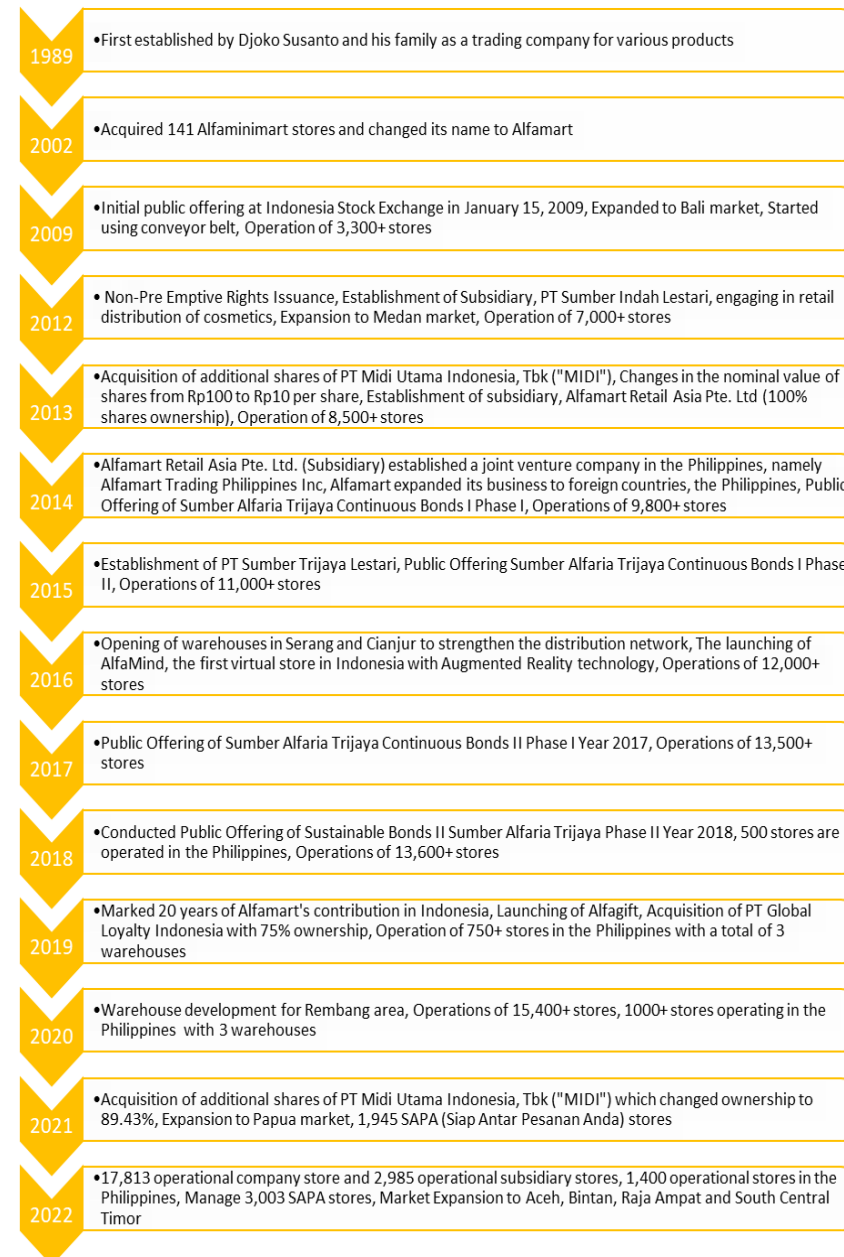 1989
•First established by Djoko Susanto and his family as a trading company for various products
2002
•Acquired 141 Alfaminimart stores and changed its name to Alfamart
2009
•Initial public offering at Indonesia Stock Exchange in January 15, 2009, Expanded to Bali market, Started
using conveyor belt, Operation of 3,300+ stores
2012
• Non-Pre Emptive Rights Issuance, Establishment of Subsidiary, PT Sumber Indah Lestari, engaging in retail
distribution of cosmetics, Expansion to Medan market, Operation of 7,000+ stores
2013
•Acquisition of additional shares of PT Midi Utama Indonesia, Tbk ("MIDI"), Changes in the nominal value of
shares from Rp100 to Rp10 per share, Establishment of subsidiary, Alfamart Retail Asia Pte. Ltd (100%
shares ownership), Operation of 8,500+ stores
2014
•Alfamart Retail Asia Pte. Ltd. (Subsidiary) established a joint venture company in the Philippines, namely
Alfamart Trading Philippines Inc, Alfamart expanded its business to foreign countries, the Philippines, Public
Offering of Sumber Alfaria Trijaya Continuous Bonds I Phase I, Operations of 9,800+ stores
2015
•Establishment of PT Sumber Trijaya Lestari, Public Offering Sumber Alfaria Trijaya Continuous Bonds I Phase
II, Operations of 11,000+ stores
2016
•Opening of warehouses in Serang and Cianjur to strengthen the distribution network, The launching of
AlfaMind, the first virtual store in Indonesia with Augmented Reality technology, Operations of 12,000+
stores
2017
•Public Offering of Sumber Alfaria Trijaya Continuous Bonds II Phase I Year 2017, Operations of 13,500+
stores
2018
•Conducted Public Offering of Sustainable Bonds II Sumber Alfaria Trijaya Phase II Year 2018, 500 stores are
operated in the Philippines, Operations of 13,600+ stores
2019
•Marked 20 years of Alfamart's contribution in Indonesia, Launching of Alfagift, Acquisition of PT Global
Loyalty Indonesia with 75% ownership, Operation of 750+ stores in the Philippines with a total of 3
warehouses
2020
•Warehouse development for Rembang area, Operations of 15,400+ stores, 1000+ stores operating in the
Philippines with 3 warehouses
2021
•Acquisition of additional shares of PT Midi Utama Indonesia, Tbk ("MIDI") which changed ownership to
89.43%, Expansion to Papua market, 1,945 SAPA (Siap Antar Pesanan Anda) stores
2022
•17,813 operational company store and 2,985 operational subsidiary stores, 1,400 operational stores in the
Philippines, Manage 3,003 SAPA stores, Market Expansion to Aceh, Bintan, Raja Ampat and South Central
Timor